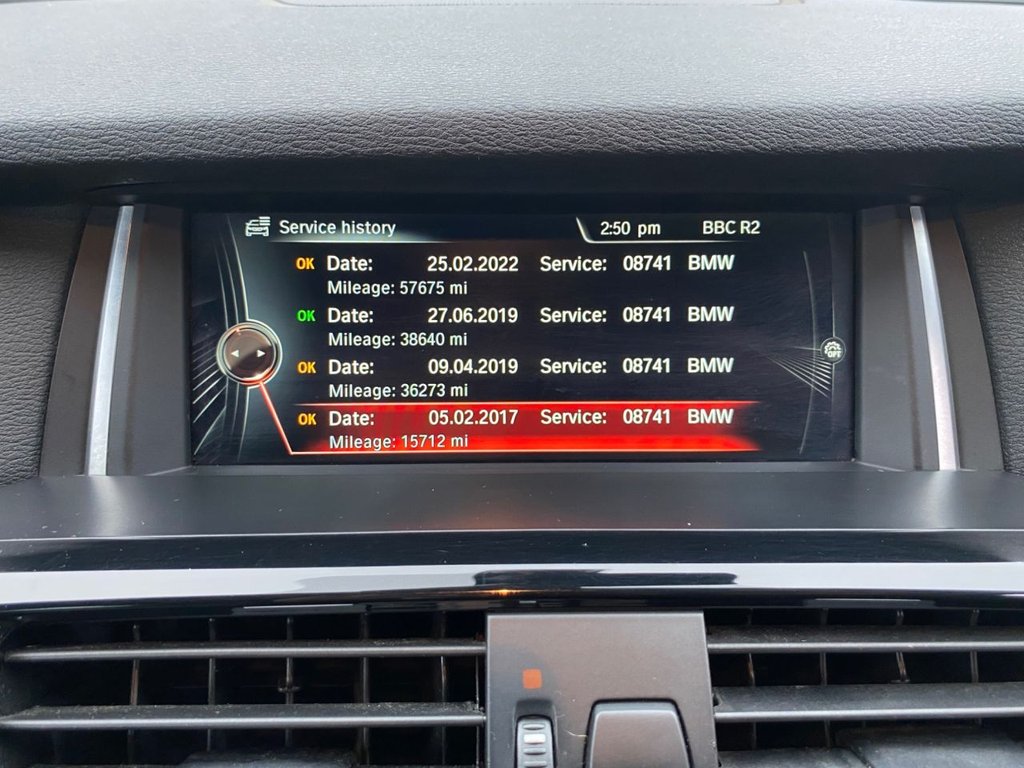 Service history 2:50 pm BBC R2
OK Date: 25.02.2022 Service: 08741 BMW
Mileage: 57675 mi
OK Date: 27.06.2019 Service: 08741 BMW
Mileage: 38640 mi
OPT
OK Date: 09.04.2019 Service: 08741 BMW
Mileage: 36273 mi
OK Date: 05.02.2017 Service: 08741 BMW
Mileage: 15712 mi